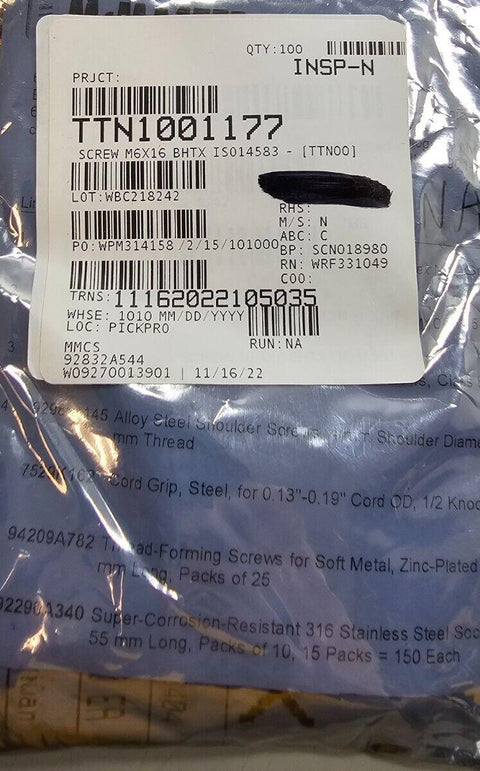 QTY:100
INSP-N
PRJCT:
TTN1001177
SCREW M6X16 BHTX ISO14583 - [TTN00]
LOT:WBC218242
RHS:
M/S: N
ABC: C
PO:WPM314158 /2/15/101000
BP: SCN018980
RN: WRF331049
COO:
TRNS:11162022105035
WHSE: 1010 MM/DD/YYYY
LOC: PICKPRO
RUN:NA
MMCS
92832A544
W09270013901 | 11/16/22
Alloy Steel Shoulder Shoulder
mm Thread
Cord Grip, Steel, for 0.13"-0.19" Cord OD, 1/2
94209A782 Thread-Forming Screws for Soft Metal, Zinc-Plated
mm Long, Packs of 25
92290A340 Super-Corrosion-Resistant 316 Stainless Steel
55 mm Long, Packs of 10, 15 Packs = 150 Each